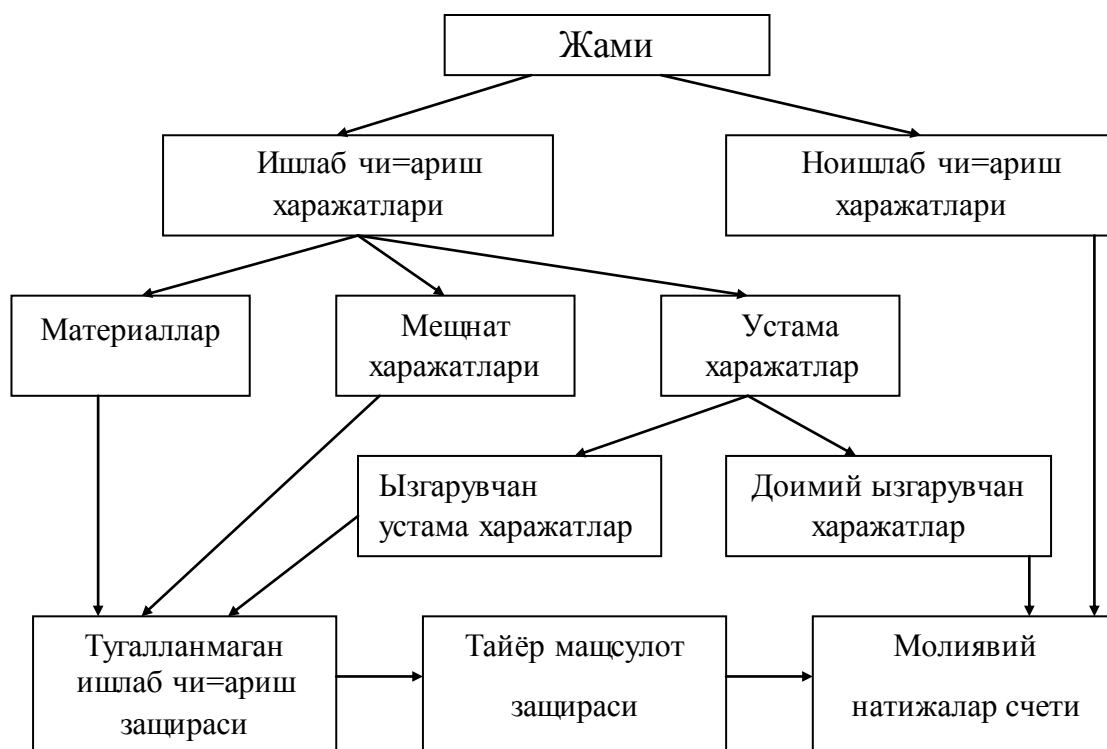 Жами
Ишлаб чи=ариш
харажатлари
Ноишлаб чи=ариш
харажатлари
Материаллар
Мещнат
харажатлари
Устама
харажатлар
Ызгарувчан
устама харажатлар
Доимий ызгарувчан
харажатлар
Тугалланмаган
ишлаб чи=ариш
защираси
Тайёр мащсулот
защираси
Молиявий
натижалар счети